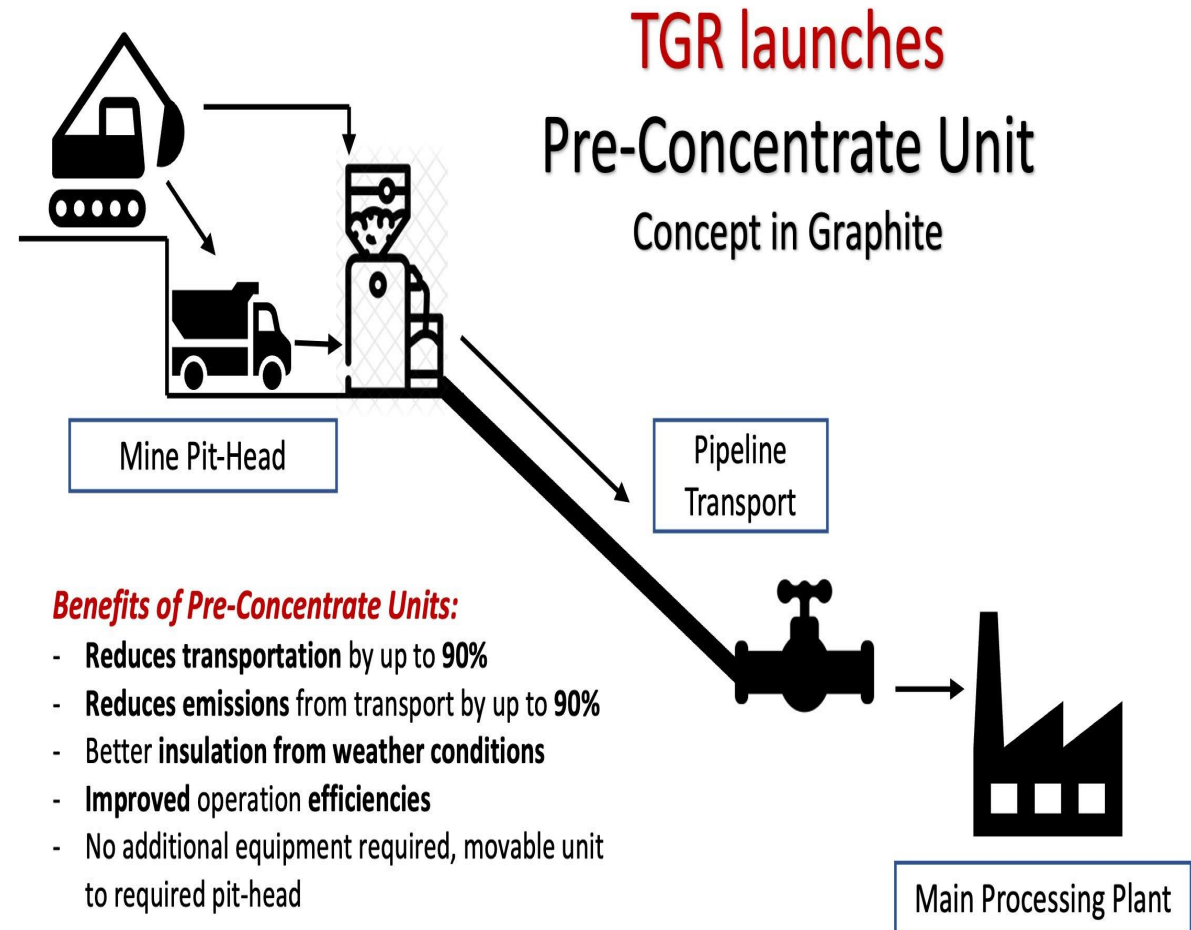 TGR launches
Pre-Concentrate Unit
Concept in Graphite
Mine Pit-Head
Pipeline
Transport
Benefits of Pre-Concentrate Units:
- Reduces transportation by up to 90%
- Reduces emissions from transport by up to 90%
- Better insulation from weather conditions
- Improved operation efficiencies
- No additional equipment required, movable unit
to required pit-head
Main Processing Plant